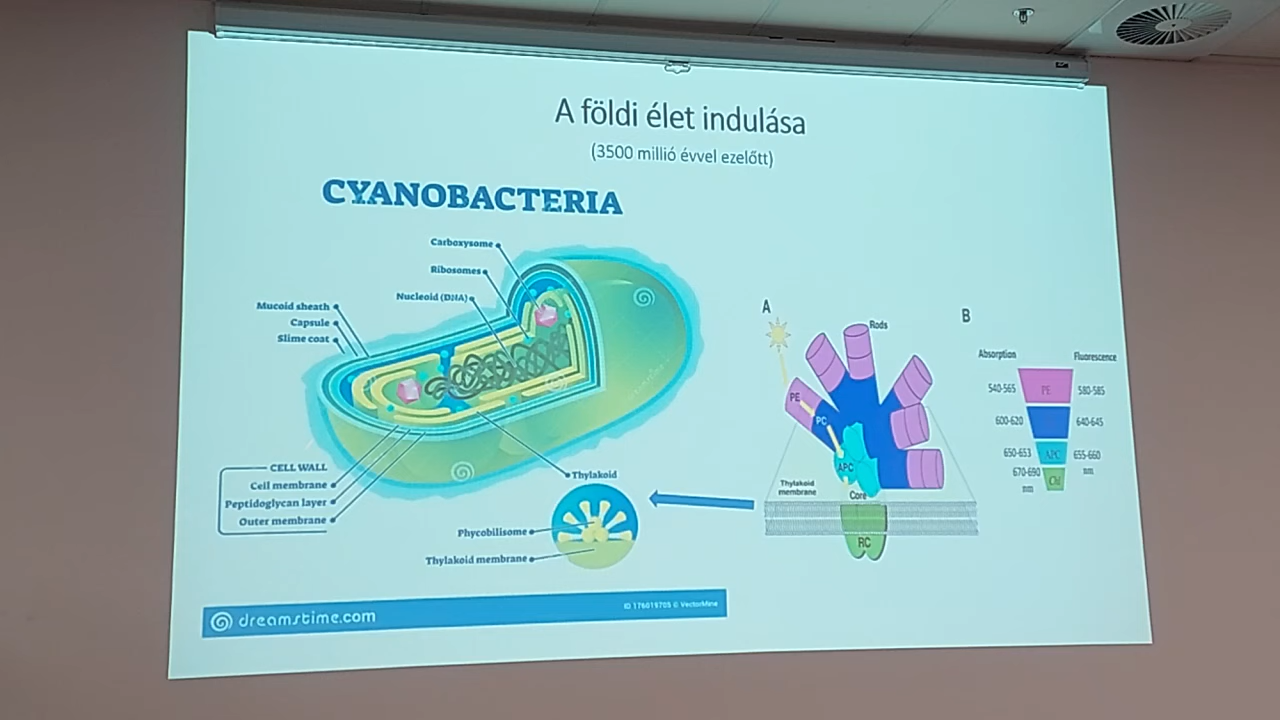 A földi élet indulása
(3500 millió évvel ezelőtt)
CYANOBACTERIA
Carboxysome
Ribosomes
Nucleoid (DNA)
Mucoid sheath
Capsule
Slime coat
CELL WALL
Cell membrane
Peptidoglycan layer
Outer membrane
Thylakoid
Phycobilisome
Thylakoid membrane
dreamstime.com
ID 176019705 © VectorMine
A
Rods
PE
PC
APC
Thylakoid
membrane
Core
RC
B
Absorption
Fluorescence
540-565
PE
580-585
600-620
640-645
650-653
APC
655-660
670-690
Chl
nm
nm